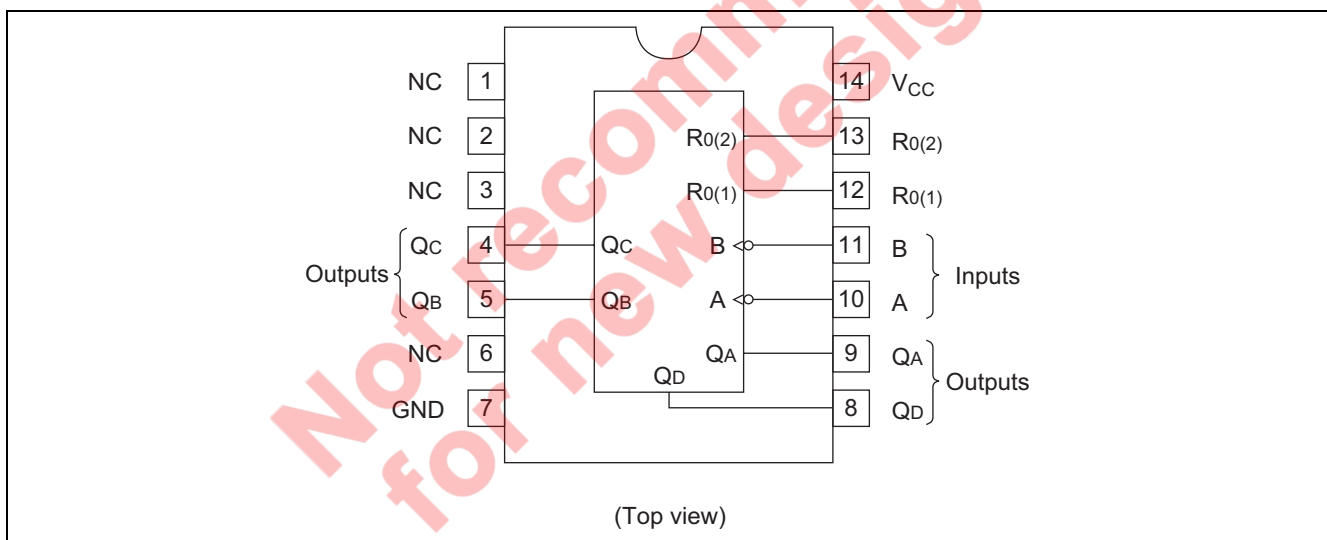 Not recomm
for new desig
NC 1 14 VCC
NC 2 R0(2) 13 R0(2)
NC 3 R0(1) 12 R0(1)
Outputs QC 4 QC B 11 B Inputs
QB 5 QB A 10 A
NC 6 QA 9 QA Outputs
GND 7 QD 8 QD
(Top view)